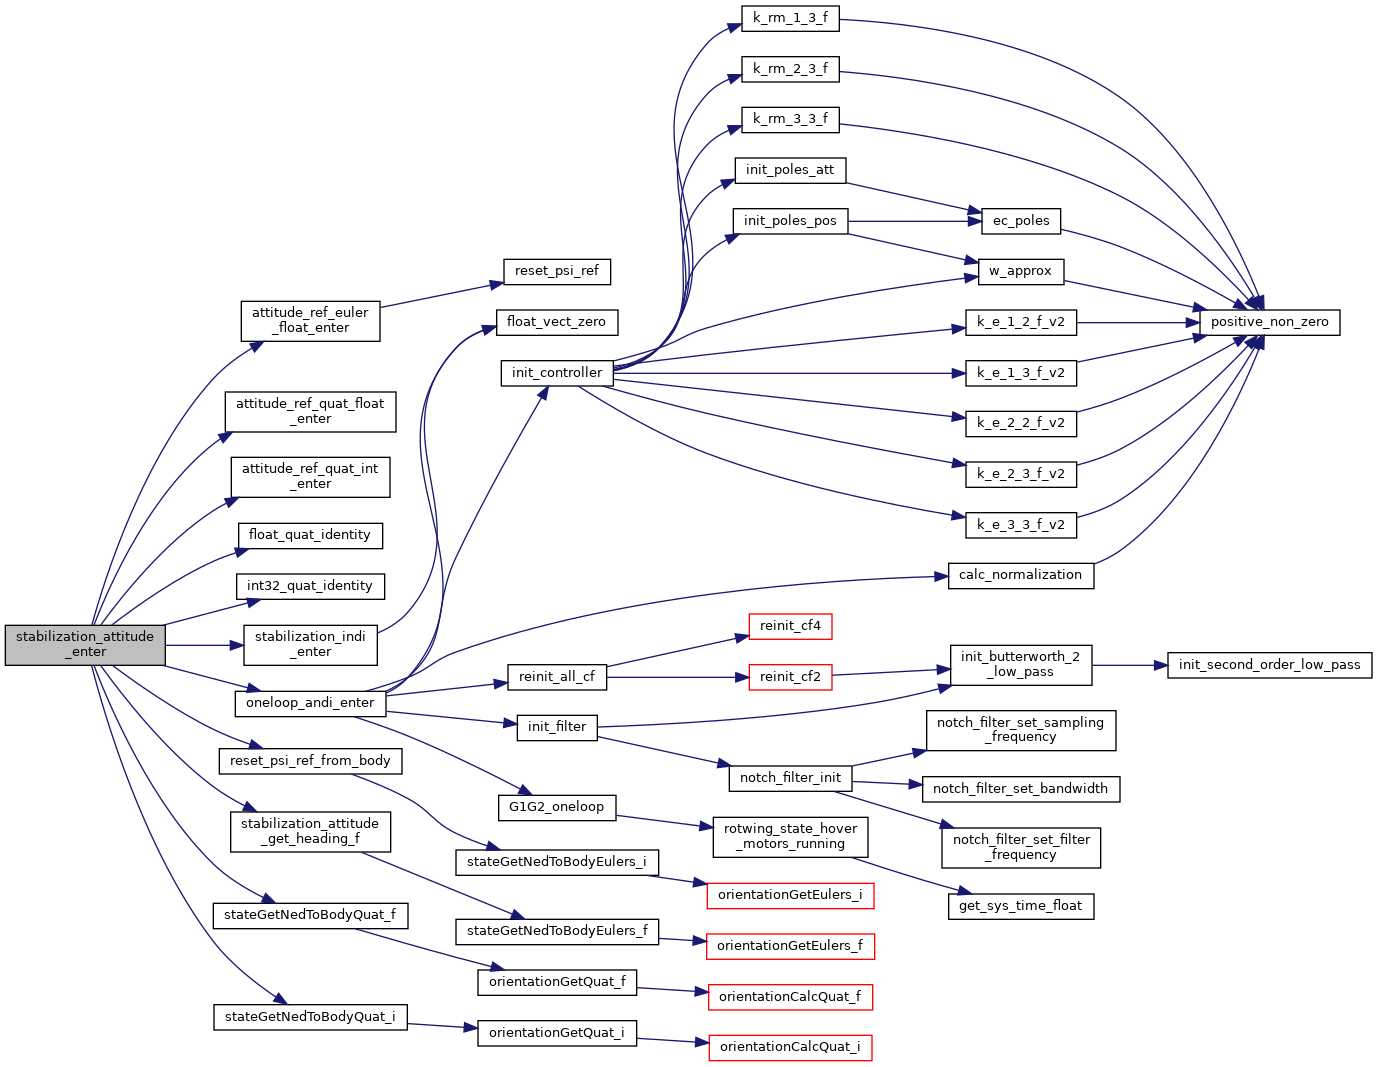 k_rm_1_3_f
k_rm_2_3_f
k_rm_3_3_f
init_poles_att
init_poles_pos
ec_poles
w_approx
reset_psi_ref
attitude_ref_euler
_float_enter
float_vect_zero
k_e_1_2_f_v2
positive_non_zero
init_controller
k_e_1_3_f_v2
attitude_ref_quat_float
_enter
k_e_2_2_f_v2
attitude_ref_quat_int
_enter
k_e_2_3_f_v2
float_quat_identity
k_e_3_3_f_v2
int32_quat_identity
calc_normalization
stabilization_attitude
_enter
stabilization_indi
_enter
reinit_cf4
oneloop_andi_enter
reinit_all_cf
reinit_cf2
init_butterworth_2
_low_pass
init_second_order_low_pass
init_filter
notch_filter_set_sampling
_frequency
reset_psi_ref_from_body
notch_filter_init
notch_filter_set_bandwidth
G1G2_oneloop
stabilization_attitude
_get_heading_f
rotwing_state_hover
_motors_running
notch_filter_set_filter
_frequency
stateGetNedToBodyEulers_i
orientationGetEulers_i
get_sys_time_float
stateGetNedToBodyQuat_f
stateGetNedToBodyEulers_f
orientationGetEulers_f
orientationGetQuat_f
orientationCalcQuat_f
stateGetNedToBodyQuat_i
orientationGetQuat_i
orientationCalcQuat_i